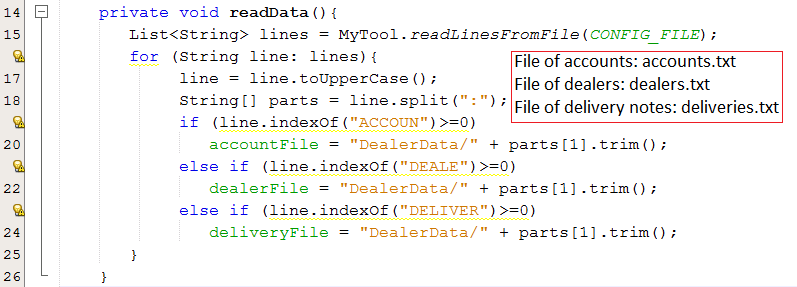 14 private void readData(){
15 List<String> lines = MyTool.readLinesFromFile(CONFIG_FILE);
for (String line: lines){
17 line = line.toUpperCase();
18 String[] parts = line.split(":");
if (line.indexOf("ACCOUN")>=0)
20 accountFile = "DealerData/" + parts[1].trim();
else if (line.indexOf("DEALE")>=0)
22 dealerFile = "DealerData/" + parts[1].trim();
else if (line.indexOf("DELIVER")>=0)
24 deliveryFile = "DealerData/" + parts[1].trim();
25 }
26 }
File of accounts: accounts.txt
File of dealers: dealers.txt
File of delivery notes: deliveries.txt